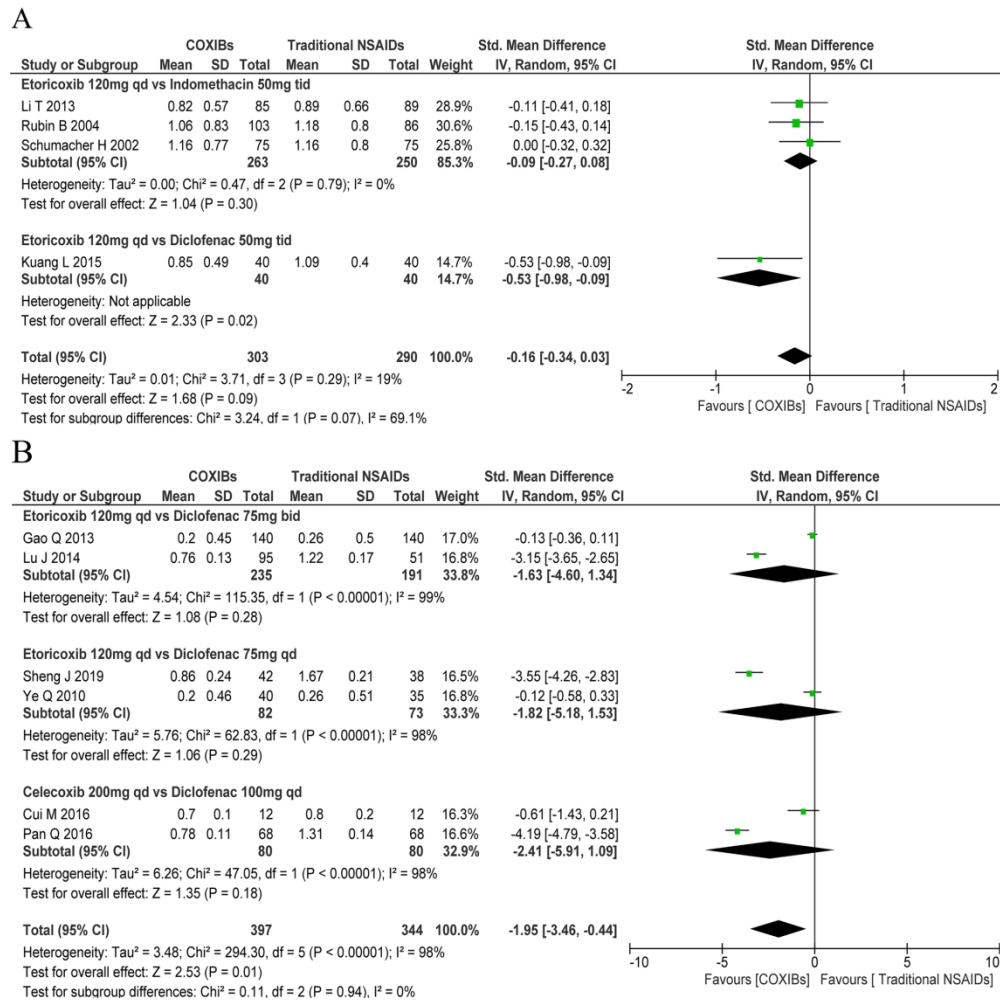 A
COXIBs Traditional NSAIDs Std. Mean Difference Std. Mean Difference
Study or Subgroup Mean SD Total Mean SD Total Weight IV, Random, 95% CI IV, Random, 95% CI
Etoricoxib 120mg qd vs Indomethacin 50mg tid
Li T 2013 0.82 0.57 85 0.89 0.66 89 28.9% -0.11 [-0.41, 0.18]
Rubin B 2004 1.06 0.83 103 1.18 0.8 86 30.6% -0.15 [-0.43, 0.14]
Schumacher H 2002 1.16 0.77 75 1.16 0.8 75 25.8% 0.00 [-0.32, 0.32]
Subtotal (95% CI) 263 250 85.3% -0.09 [-0.27, 0.08]
Heterogeneity: Tau² = 0.00; Chi² = 0.47, df = 2 (P = 0.79); I² = 0%
Test for overall effect: Z = 1.04 (P = 0.30)
Etoricoxib 120mg qd vs Diclofenac 50mg tid
Kuang L 2015 0.85 0.49 40 1.09 0.4 40 14.7% -0.53 [-0.98, -0.09]
Subtotal (95% CI) 40 40 14.7% -0.53 [-0.98, -0.09]
Heterogeneity: Not applicable
Test for overall effect: Z = 2.33 (P = 0.02)
Total (95% CI) 303 290 100.0% -0.16 [-0.34, 0.03]
Heterogeneity: Tau² = 0.01; Chi² = 3.71, df = 3 (P = 0.29); I² = 19%
Test for overall effect: Z = 1.68 (P = 0.09)
Test for subgroup differences: Chi² = 3.24, df = 1 (P = 0.07), I² = 69.1%
-2 -1 0 1 2
Favours [ COXIBs] Favours [ Traditional NSAIDs]
B
COXIBs Traditional NSAIDs Std. Mean Difference Std. Mean Difference
Study or Subgroup Mean SD Total Mean SD Total Weight IV, Random, 95% CI IV, Random, 95% CI
Etoricoxib 120mg qd vs Diclofenac 75mg bid
Gao Q 2013 0.2 0.45 140 0.26 0.5 140 17.0% -0.13 [-0.36, 0.11]
Lu J 2014 0.76 0.13 95 1.22 0.17 51 16.8% -3.15 [-3.65, -2.65]
Subtotal (95% CI) 235 191 33.8% -1.63 [-4.60, 1.34]
Heterogeneity: Tau² = 4.54; Chi² = 115.35, df = 1 (P < 0.00001); I² = 99%
Test for overall effect: Z = 1.08 (P = 0.28)
Etoricoxib 120mg qd vs Diclofenac 75mg qd
Sheng J 2019 0.86 0.24 42 1.67 0.21 38 16.5% -3.55 [-4.26, -2.83]
Ye Q 2010 0.2 0.46 40 0.26 0.51 35 16.8% -0.12 [-0.58, 0.33]
Subtotal (95% CI) 82 73 33.3% -1.82 [-5.18, 1.53]
Heterogeneity: Tau² = 5.76; Chi² = 62.83, df = 1 (P < 0.00001); I² = 98%
Test for overall effect: Z = 1.06 (P = 0.29)
Celecoxib 200mg qd vs Diclofenac 100mg qd
Cui M 2016 0.7 0.1 12 0.8 0.2 12 16.3% -0.61 [-1.43, 0.21]
Pan Q 2016 0.78 0.11 68 1.31 0.14 68 16.6% -4.19 [-4.79, -3.58]
Subtotal (95% CI) 80 80 32.9% -2.41 [-5.91, 1.09]
Heterogeneity: Tau² = 6.26; Chi² = 47.05, df = 1 (P < 0.00001); I² = 98%
Test for overall effect: Z = 1.35 (P = 0.18)
Total (95% CI) 397 344 100.0% -1.95 [-3.46, -0.44]
Heterogeneity: Tau² = 3.48; Chi² = 294.30, df = 5 (P < 0.00001); I² = 98%
Test for overall effect: Z = 2.53 (P = 0.01)
Test for subgroup differences: Chi² = 0.11, df = 2 (P = 0.94), I² = 0%
-10 -5 0 5 10
Favours [COXIBs] Favours [ Traditional NSAIDs]